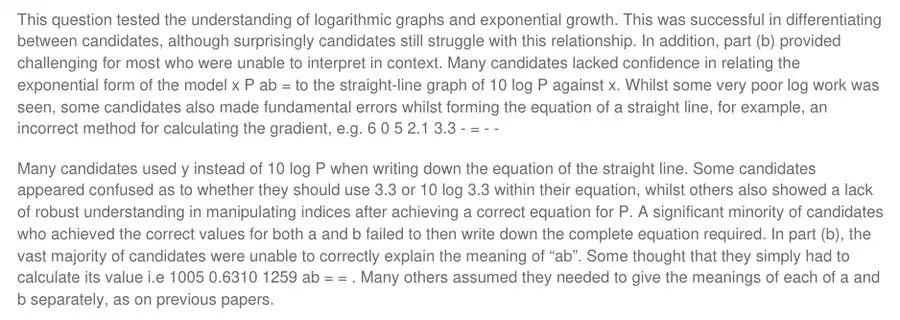 This question tested the understanding of logarithmic graphs and exponential growth. This was successful in differentiating
between candidates, although surprisingly candidates still struggle with this relationship. In addition, part (b) provided
challenging for most who were unable to interpret in context. Many candidates lacked confidence in relating the
exponential form of the model x P ab = to the straight-line graph of 10 log P against x. Whilst some very poor log work was
seen, some candidates also made fundamental errors whilst forming the equation of a straight line, for example, an
incorrect method for calculating the gradient, e.g. 6 0 5 2.1 3.3 - = - -
Many candidates used y instead of 10 log P when writing down the equation of the straight line. Some candidates
appeared confused as to whether they should use 3.3 or 10 log 3.3 within their equation, whilst others also showed a lack
of robust understanding in manipulating indices after achieving a correct equation for P. A significant minority of candidates
who achieved the correct values for both a and b failed to then write down the complete equation required. In part (b), the
vast majority of candidates were unable to correctly explain the meaning of “ab”. Some thought that they simply had to
calculate its value i.e 1005 0.6310 1259 ab = = . Many others assumed they needed to give the meanings of each of a and
b separately, as on previous papers.